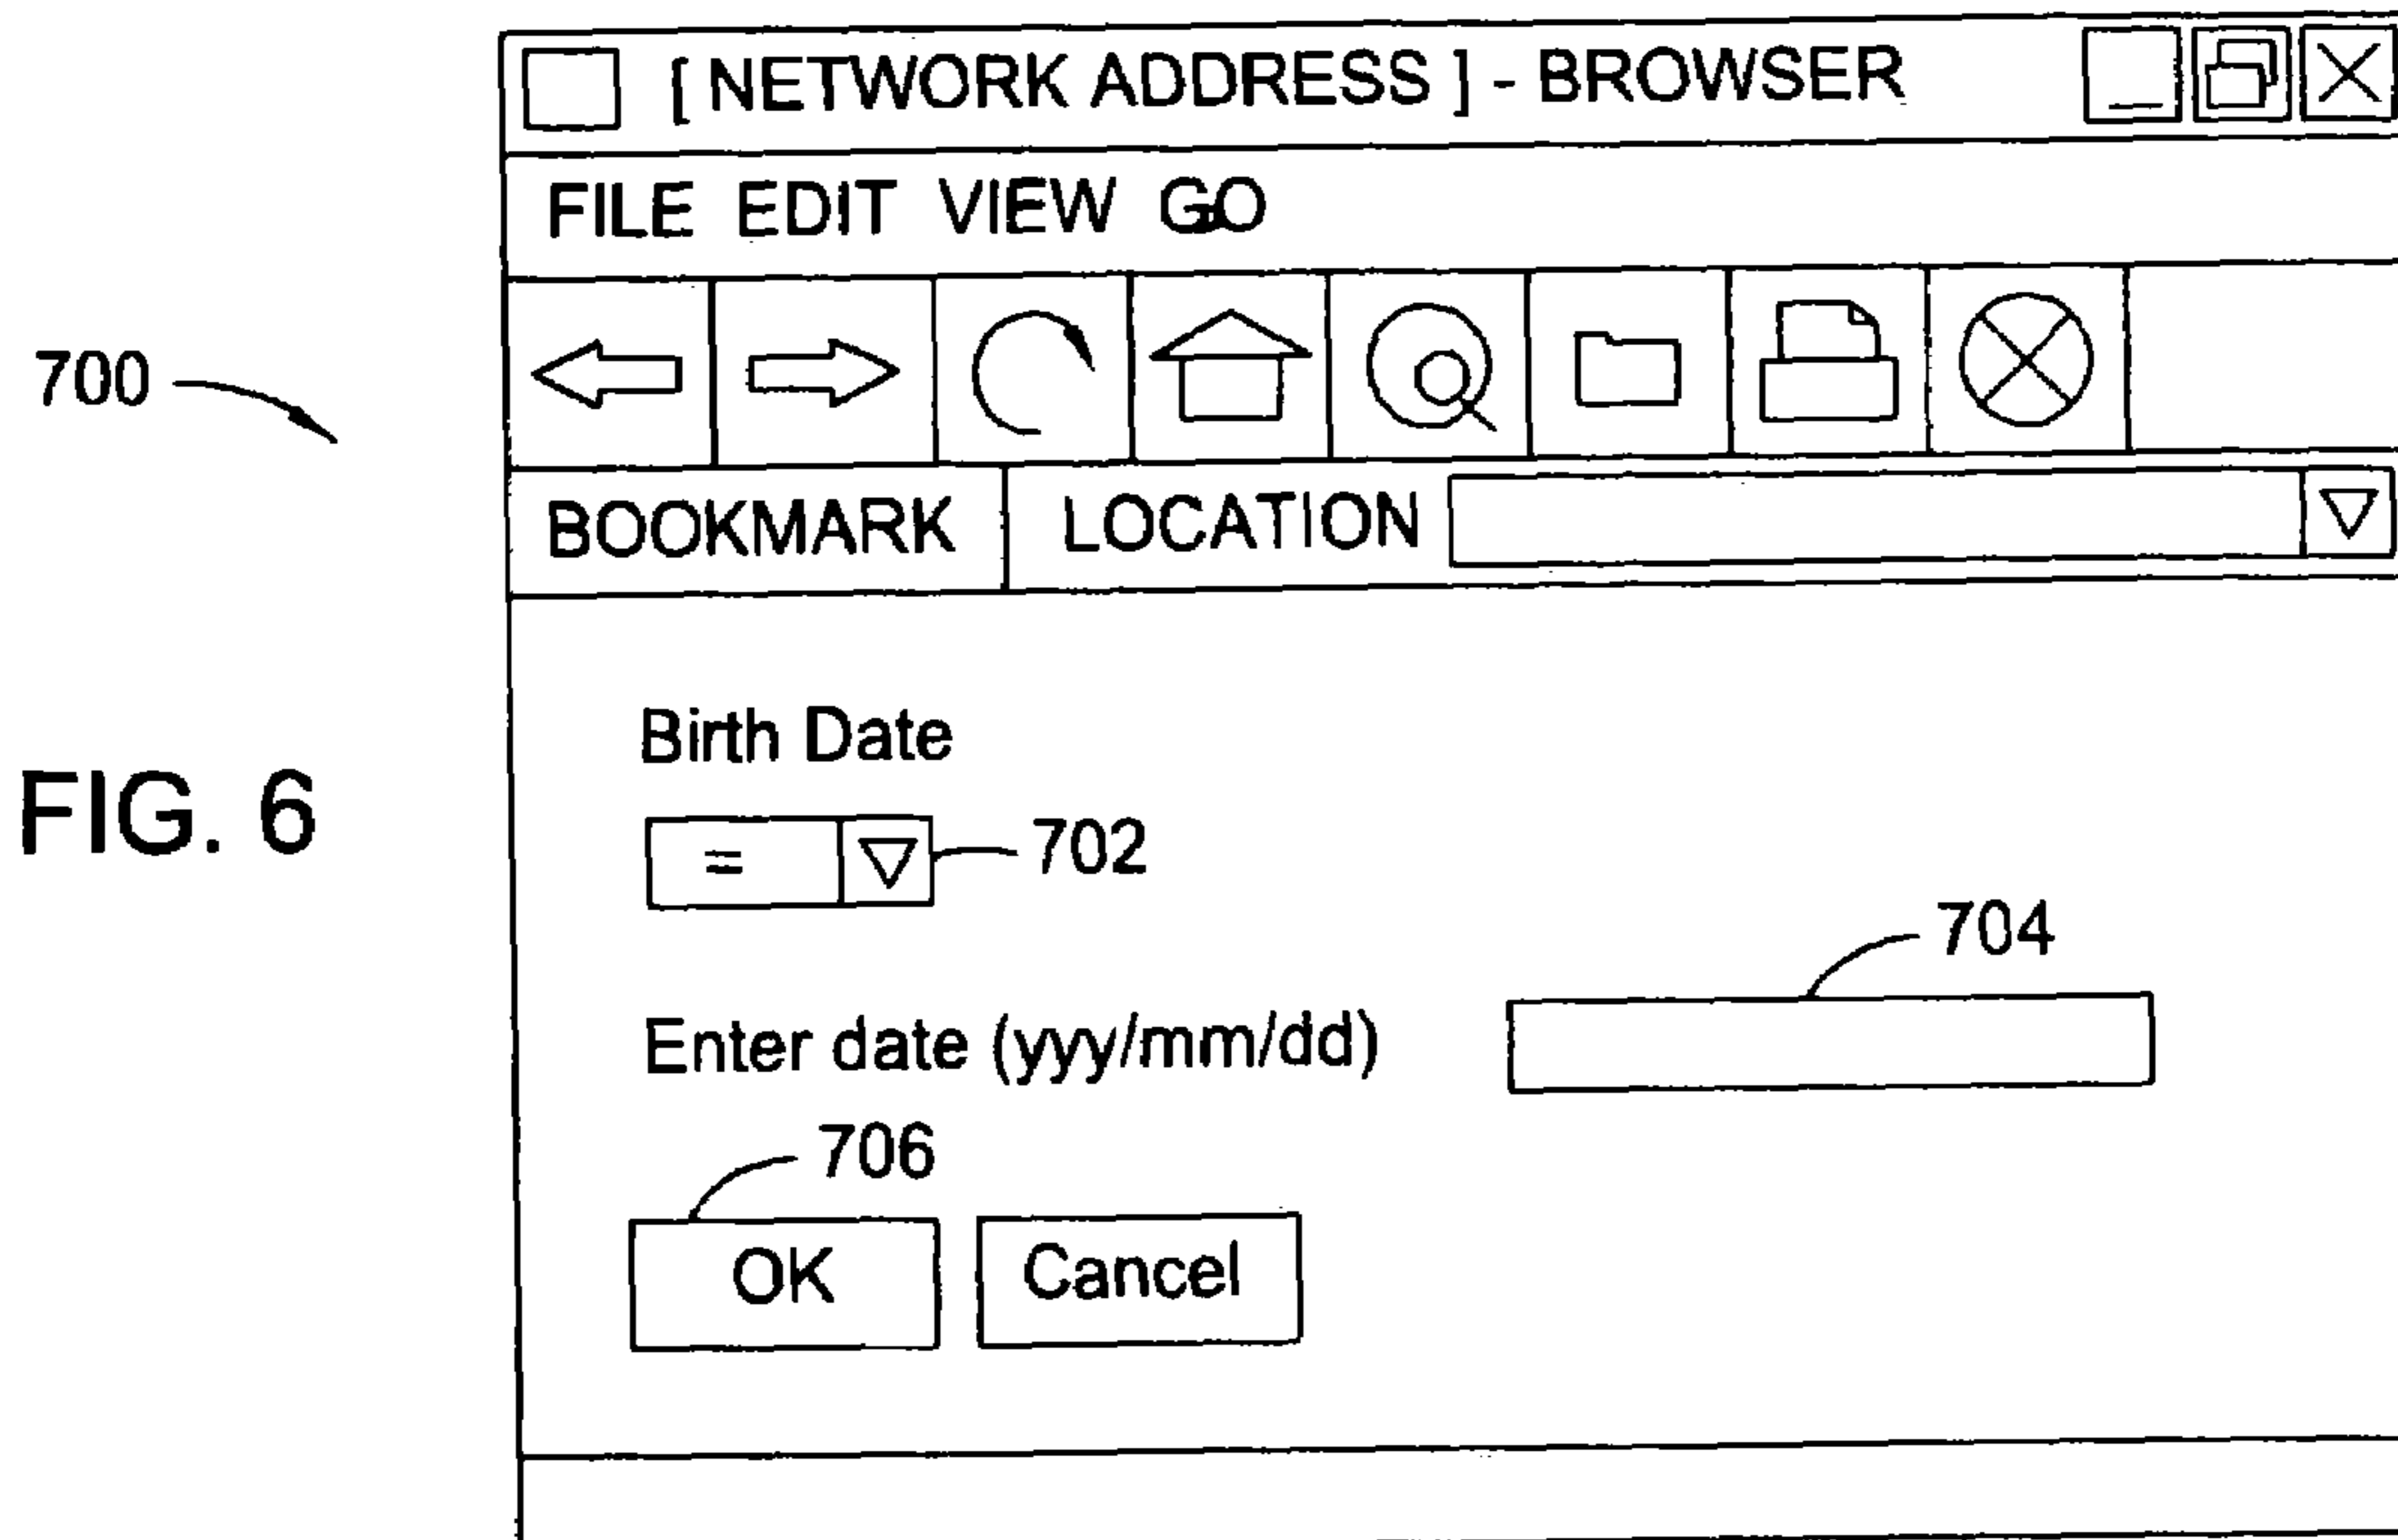 [ NETWORK ADDRESS ] - BROWSER
FILE EDIT VIEW GO
700
BOOKMARK LOCATION
Birth Date
FIG. 6
= 702
704
Enter date (yyy/mm/dd)
706
OK Cancel